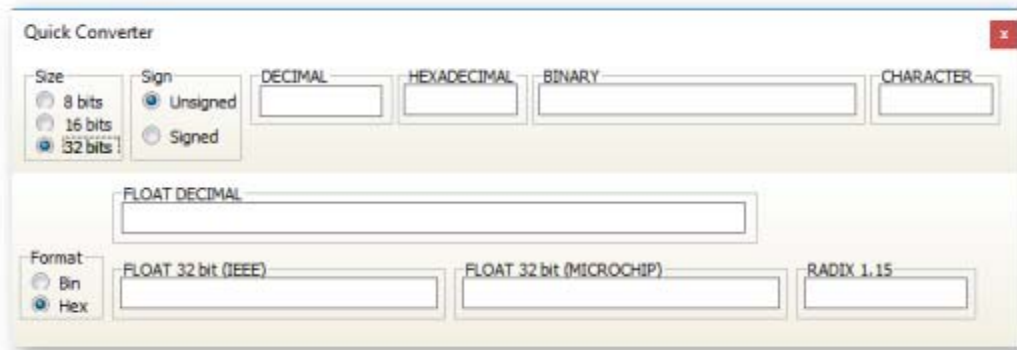 Quick Converter
x
Size
Sign
DECIMAL
HEXADECIMAL
BINARY
CHARACTER
8 bits
Unsigned
16 bits
32 bits
Signed
FLOAT DECIMAL
Format
FLOAT 32 bit (IEEE)
FLOAT 32 bit (MICROCHIP)
RADIX 1.15
Bin
Hex